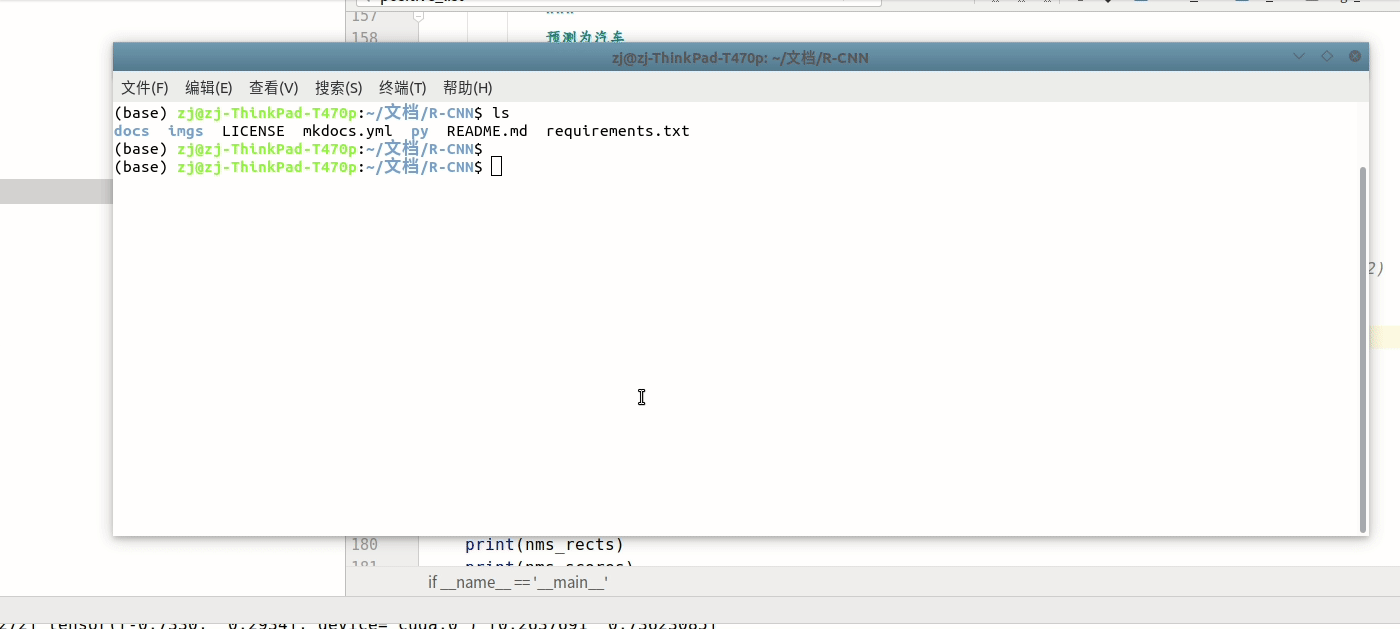 157
158
预测为汽车
zj@zj-ThinkPad-T470p: ~/文档/R-CNN
文件(F) 编辑(E) 查看(V) 搜索(S) 终端(T) 帮助(H)
(base) zj@zj-ThinkPad-T470p:~/文档/R-CNN$ ls
docs imgs LICENSE mkdocs.yml py README.md requirements.txt
(base) zj@zj-ThinkPad-T470p:~/文档/R-CNN$
(base) zj@zj-ThinkPad-T470p:~/文档/R-CNN$
2)
180 print(nms_rects)
181 print(nms_scores)
if __name__ == '__main__'